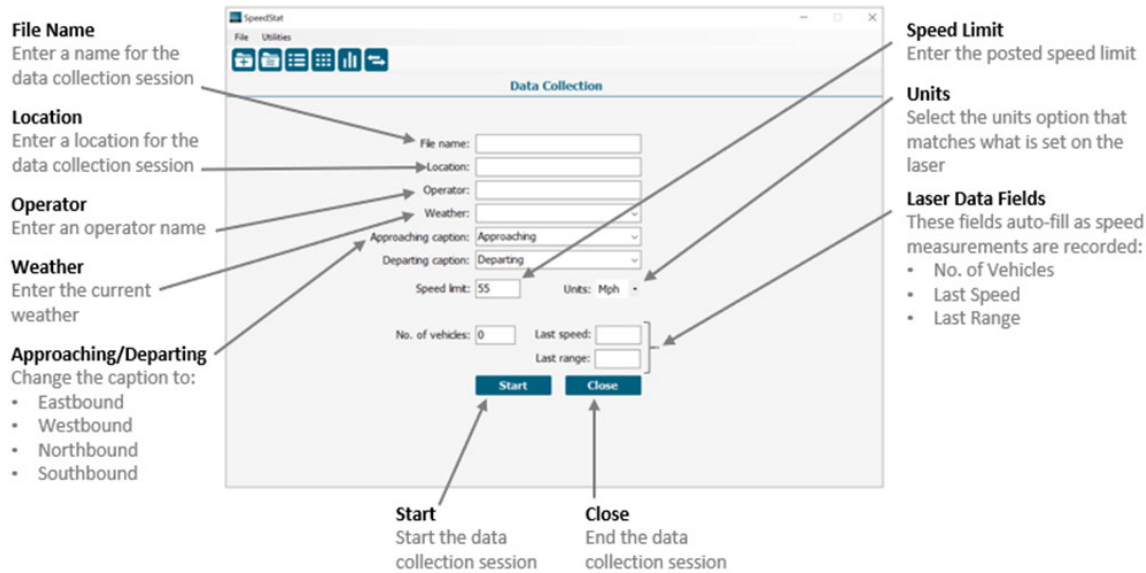 File Name
Enter a name for the
data collection session
Location
Enter a location for the
data collection session
Operator
Enter an operator name
Weather
Enter the current
weather
Approaching/Departing
Change the caption to:
• Eastbound
• Westbound
• Northbound
• Southbound
SpeedStat
File Utilities
Data Collection
File name:
Location:
Operator:
Weather:
Approaching caption: Approaching
Departing caption: Departing
Speed limit: 55 Units: Mph
No. of vehicles: 0 Last speed:
Last range:
Start Close
Start
Start the data
collection session
Close
End the data
collection session
Speed Limit
Enter the posted speed limit
Units
Select the units option that
matches what is set on the
laser
Laser Data Fields
These fields auto-fill as speed
measurements are recorded:
• No. of Vehicles
• Last Speed
• Last Range